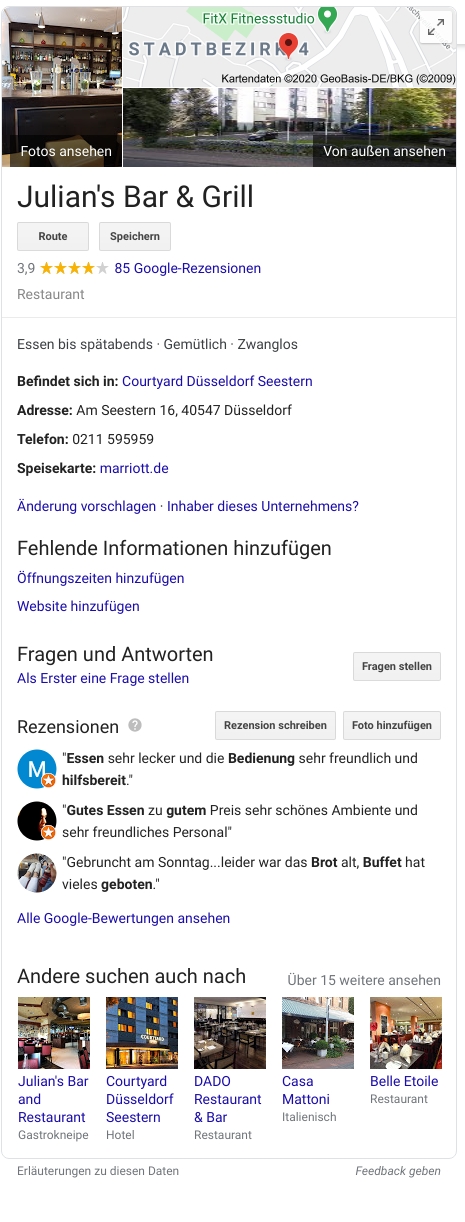 FitX Fitnessstudio
STADTBEZIRK 4
Kartendaten ©2020 GeoBasis-DE/BKG (©2009)
Fotos ansehen
Von außen ansehen
Julian's Bar & Grill
Route
Speichern
3,9
85 Google-Rezensionen
Restaurant
Essen bis spätabends · Gemütlich · Zwanglos
Befindet sich in: Courtyard Düsseldorf Seestern
Adresse: Am Seestern 16, 40547 Düsseldorf
Telefon: 0211 595959
Speisekarte: marriott.de
Änderung vorschlagen · Inhaber dieses Unternehmens?
Fehlende Informationen hinzufügen
Öffnungszeiten hinzufügen
Website hinzufügen
Fragen und Antworten
Als Erster eine Frage stellen
Fragen stellen
Rezensionen ?
Rezension schreiben
Foto hinzufügen
M
"Essen sehr lecker und die Bedienung sehr freundlich und
hilfsbereit."
"Gutes Essen zu gutem Preis sehr schönes Ambiente und
sehr freundliches Personal"
"Gebruncht am Sonntag...leider war das Brot alt, Buffet hat
vieles geboten."
Alle Google-Bewertungen ansehen
Andere suchen auch nach
Über 15 weitere ansehen
COURTYARD
Julian's Bar
and
Restaurant
Gastrokneipe
Courtyard
Düsseldorf
Seestern
Hotel
DADO
Restaurant
& Bar
Restaurant
Casa
Mattoni
Italienisch
Belle Etoile
Restaurant
Erläuterungen zu diesen Daten
Feedback geben